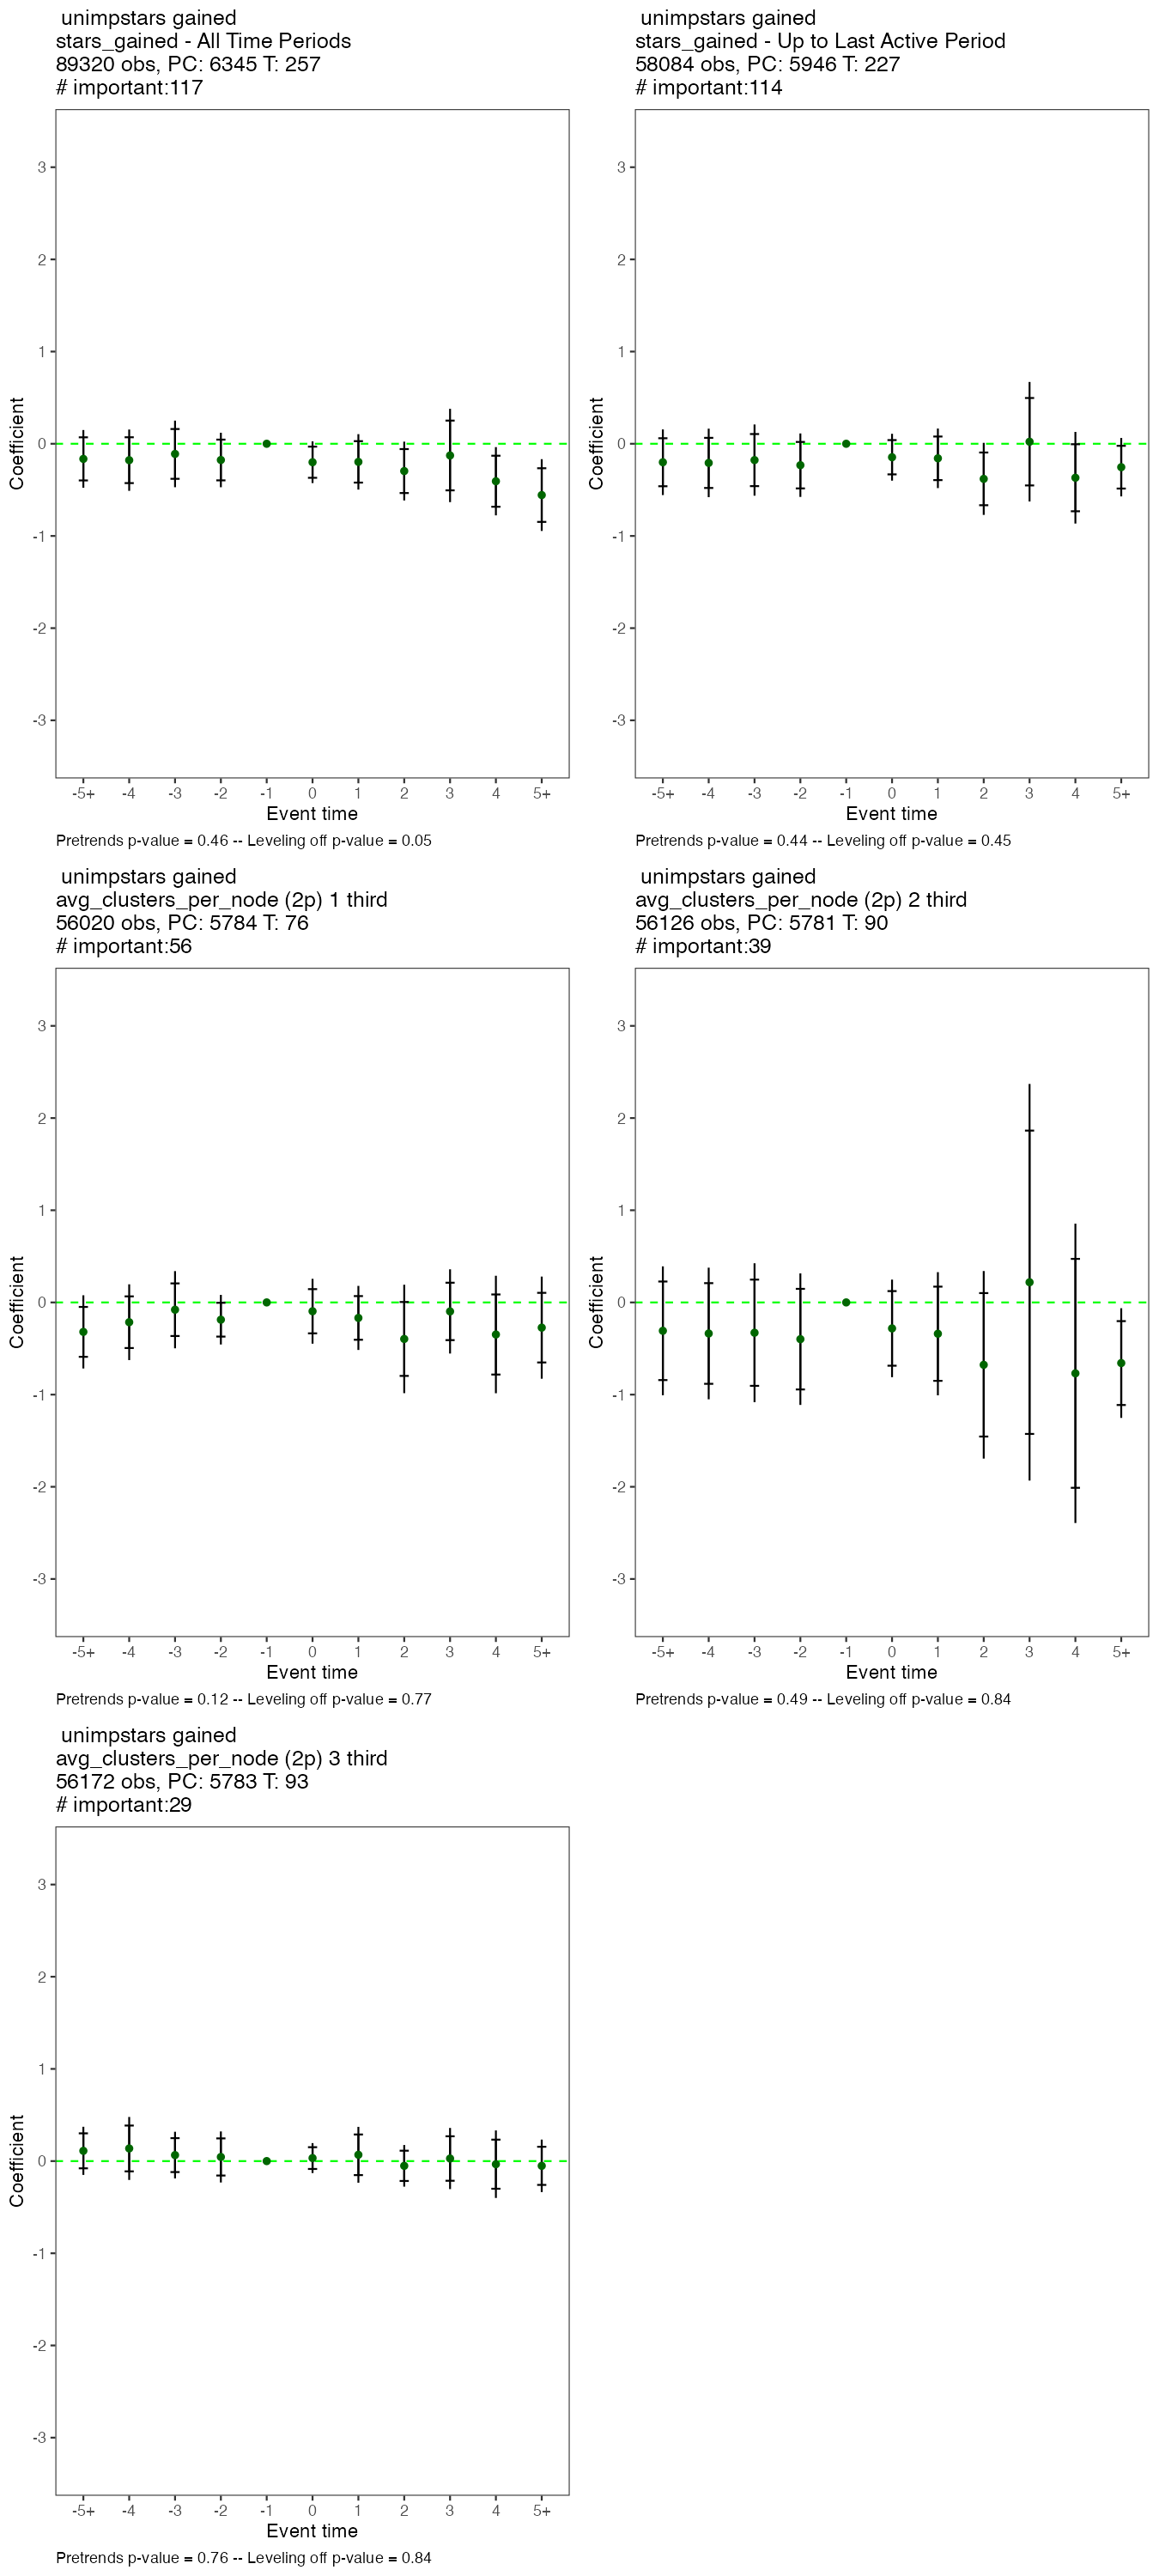 unimpstars gained
stars_gained - All Time Periods
89320 obs, PC: 6345 T: 257
# important:117
3
2
1
0
-1
-2
-3
Coefficient
-5+ -4 -3 -2 -1 0 1 2 3 4 5+
Event time
Pretrends p-value = 0.46 -- Leveling off p-value = 0.05
unimpstars gained
stars_gained - Up to Last Active Period
58084 obs, PC: 5946 T: 227
# important:114
3
2
1
0
-1
-2
-3
Coefficient
-5+ -4 -3 -2 -1 0 1 2 3 4 5+
Event time
Pretrends p-value = 0.44 -- Leveling off p-value = 0.45
unimpstars gained
avg_clusters_per_node (2p) 1 third
56020 obs, PC: 5784 T: 76
# important:56
3
2
1
0
-1
-2
-3
Coefficient
-5+ -4 -3 -2 -1 0 1 2 3 4 5+
Event time
Pretrends p-value = 0.12 -- Leveling off p-value = 0.77
unimpstars gained
avg_clusters_per_node (2p) 2 third
56126 obs, PC: 5781 T: 90
# important:39
3
2
1
0
-1
-2
-3
Coefficient
-5+ -4 -3 -2 -1 0 1 2 3 4 5+
Event time
Pretrends p-value = 0.49 -- Leveling off p-value = 0.84
unimpstars gained
avg_clusters_per_node (2p) 3 third
56172 obs, PC: 5783 T: 93
# important:29
3
2
1
0
-1
-2
-3
Coefficient
-5+ -4 -3 -2 -1 0 1 2 3 4 5+
Event time
Pretrends p-value = 0.76 -- Leveling off p-value = 0.84